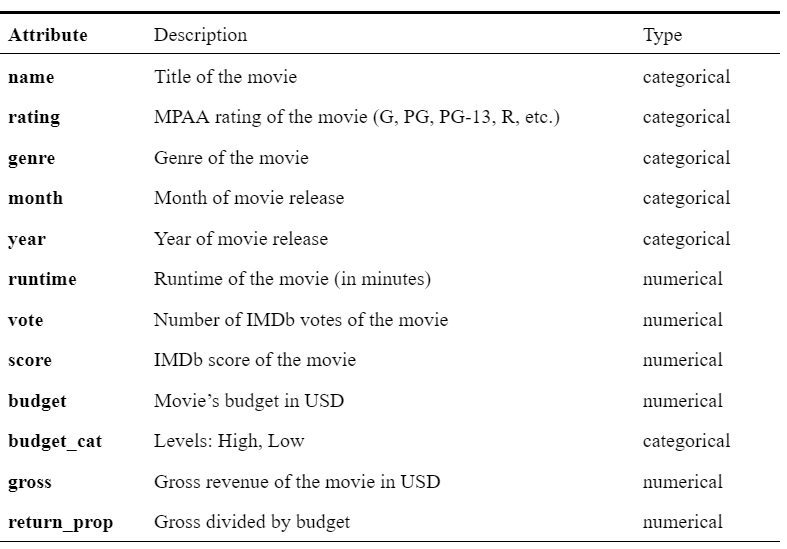 Attribute Description Type
name Title of the movie categorical
rating MPAA rating of the movie (G, PG, PG-13, R, etc.) categorical
genre Genre of the movie categorical
month Month of movie release categorical
year Year of movie release categorical
runtime Runtime of the movie (in minutes) numerical
vote Number of IMDb votes of the movie numerical
score IMDb score of the movie numerical
budget Movie’s budget in USD numerical
budget_cat Levels: High, Low categorical
gross Gross revenue of the movie in USD numerical
return_prop Gross divided by budget numerical